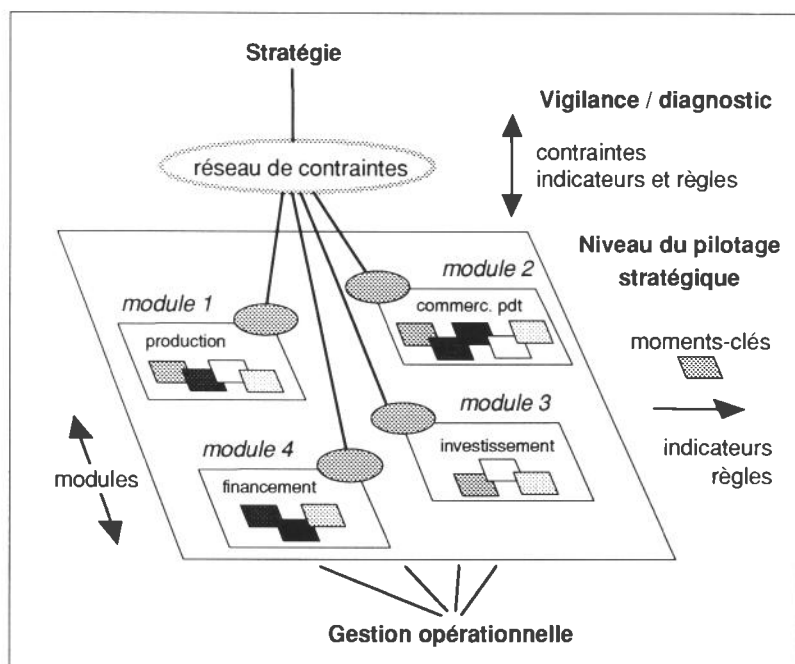 Stratégie
Vigilance / diagnostic
réseau de contraintes
contraintes
indicateurs et règles
Niveau du pilotage
stratégique
module 2
module 1
commerc. pdt
production
moments-clés
module 3
module 4
investissement
indicateurs
règles
modules
financement
Gestion opérationnelle